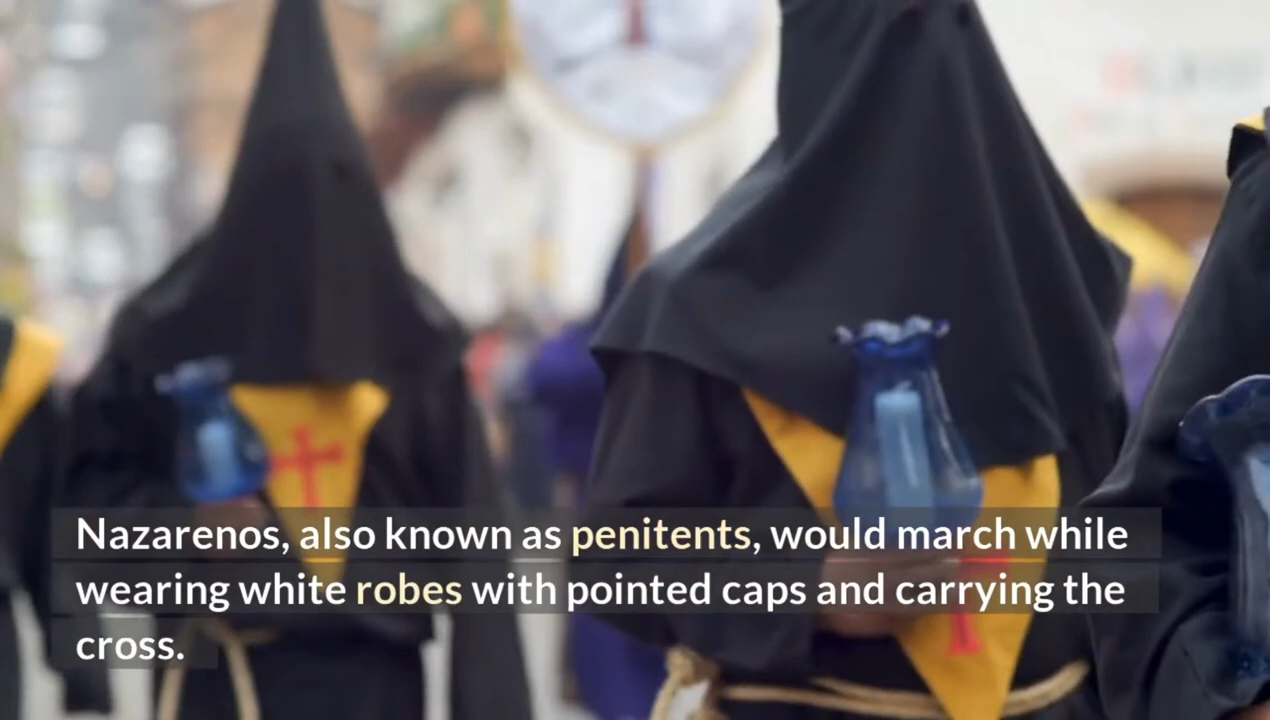 Nazarenos, also known as penitents, would march while
wearing white robes with pointed caps and carrying the
cross.